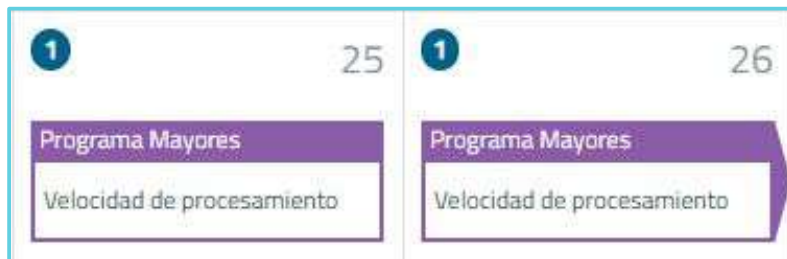 1 25
Programa Mayores
Velocidad de procesamiento
1 26
Programa Mayores
Velocidad de procesamiento